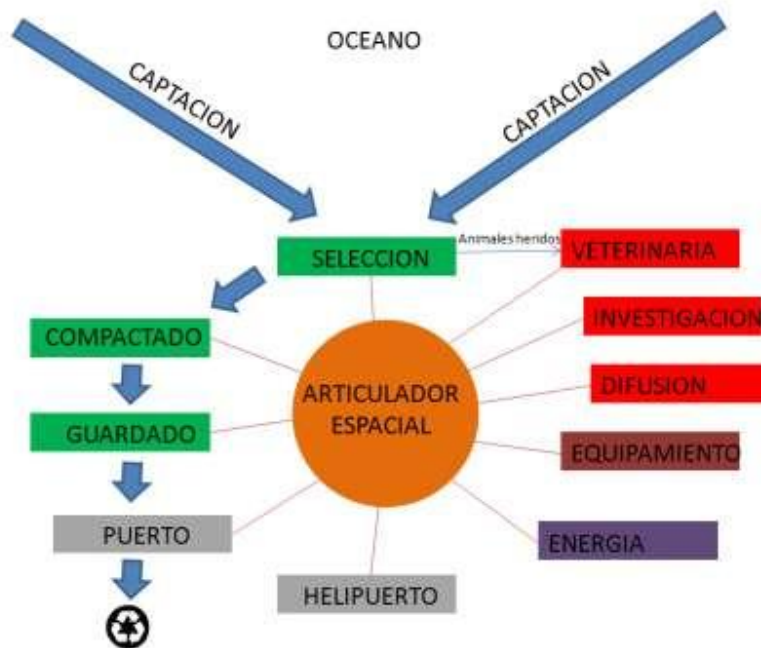 OCEANO
CAPTACION
CAPTACION
Animales heridos
SELECCION
VETERINARIA
COMPACTADO
INVESTIGACION
ARTICULADOR
ESPACIAL
DIFUSION
GUARDADO
EQUIPAMIENTO
PUERTO
ENERGIA
HELIPUERTO